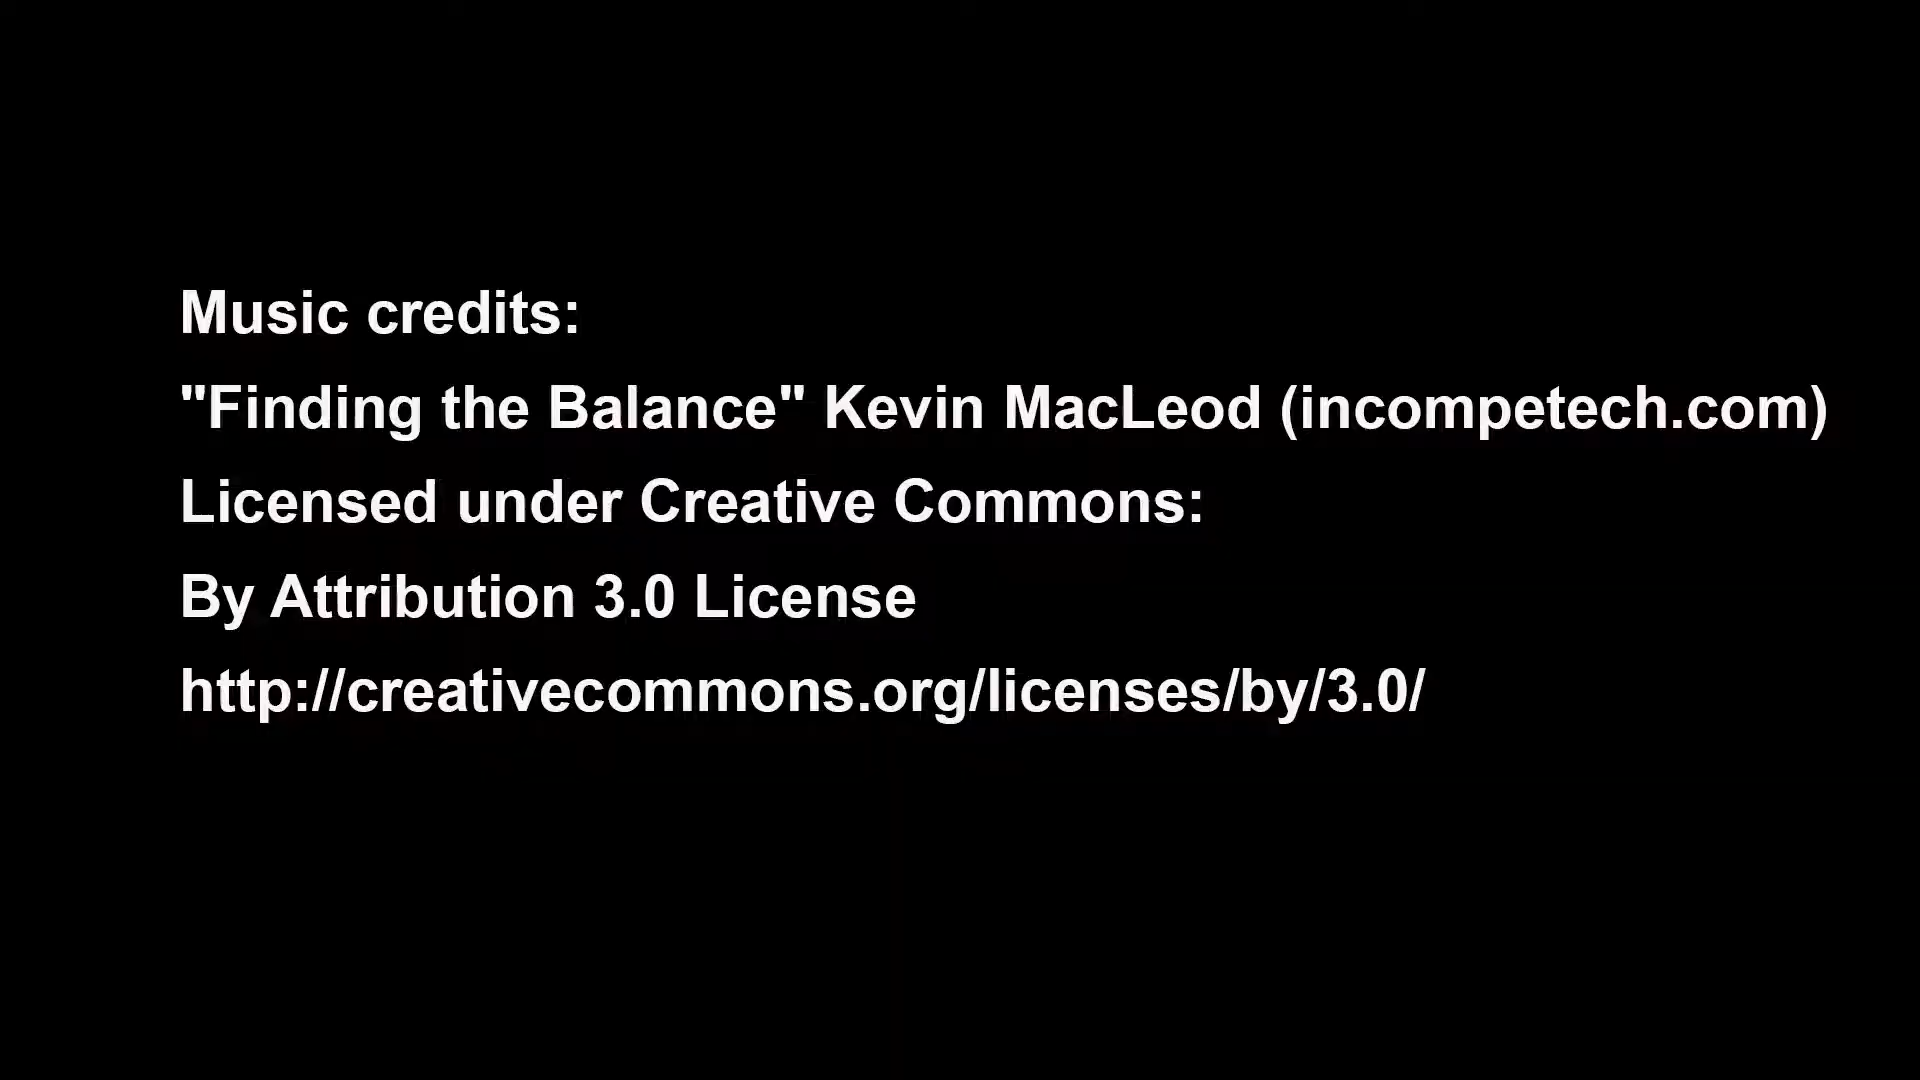 Music credits:
"Finding the Balance" Kevin MacLeod (incompetech.com)
Licensed under Creative Commons:
By Attribution 3.0 License
http://creativecommons.org/licenses/by/3.0/